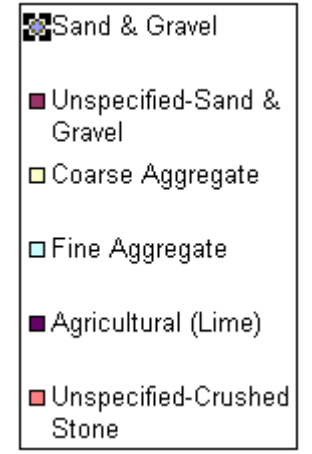 Sand & Gravel
Unspecified-Sand &
Gravel
Coarse Aggregate
Fine Aggregate
Agricultural (Lime)
Unspecified-Crushed
Stone